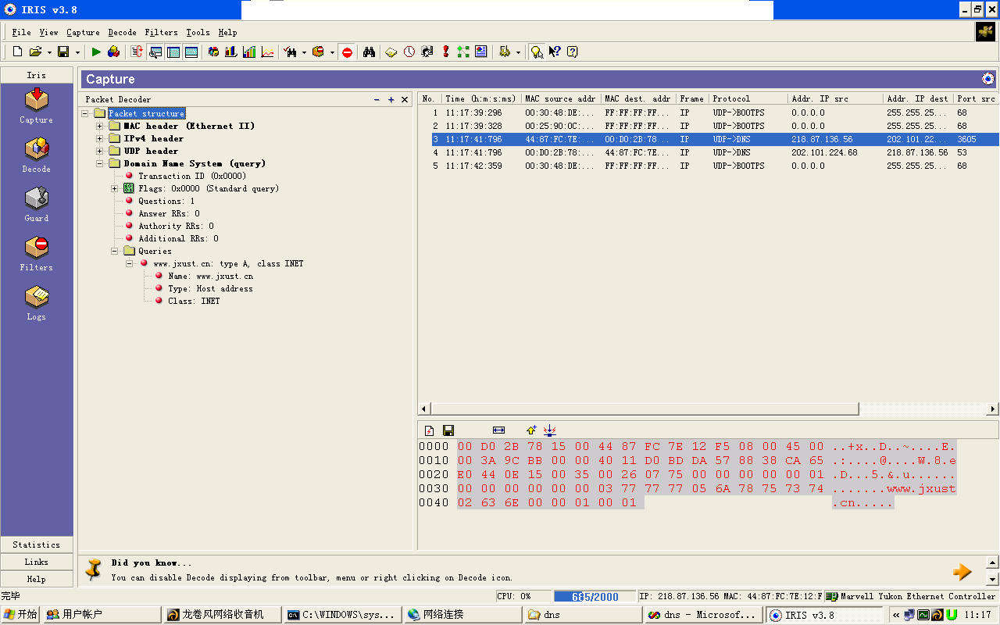 IRIS v3.8
File View Capture Decode Filters Tools Help
Iris
Capture
Decode
Guard
Filters
Logs
Statistics
Links
Help
Capture
Packet Decoder
Packet structure
MAC header (Ethernet II)
IPv4 header
UDP header
Domain Name System (query)
Transaction ID (0x0000)
Flags: 0x0000 (Standard query)
Questions: 1
Answer RRs: 0
Authority RRs: 0
Additional RRs: 0
Queries
www.jxust.cn: type A, class INET
Name: www.jxust.cn
Type: Host address
Class: INET
No. Time (h:m:s:ms) MAC source addr MAC dest. addr Frame Protocol Addr. IP src Addr. IP dest Port src
1 11:17:39:296 00:30:48:DE:... FF:FF:FF:FF... IP UDP->BOOTPS 0.0.0.0 255.255.25... 68
2 11:17:39:328 00:25:90:0C:... FF:FF:FF:FF... IP UDP->BOOTPS 0.0.0.0 255.255.25... 68
3 11:17:41:796 44:87:FC:7E:... 00:D0:2B:78... IP UDP->DNS 218.87.136.56 202.101.22... 3605
4 11:17:41:796 00:D0:2B:78:... 44:87:FC:7E... IP UDP->DNS 202.101.224.68 218.87.136.56 53
5 11:17:42:359 00:30:48:DE:... FF:FF:FF:FF... IP UDP->BOOTPS 0.0.0.0 255.255.25... 68
0000 00 D0 2B 78 15 00 44 87 FC 7E 12 F5 08 00 45 00 ..+x..D..~....E.
0010 00 3A 9C BB 00 00 40 11 D0 BD DA 57 88 38 CA 65 .:....@....W.8.e
0020 E0 44 0E 15 00 35 00 26 07 75 00 00 00 00 00 01 .D...5.&.u......
0030 00 00 00 00 00 00 03 77 77 77 05 6A 78 75 73 74 .......www.jxust
0040 02 63 6E 00 00 01 00 01 .cn.....
Did you know...
You can disable Decode displaying from toolbar, menu or right clicking on Decode icon.
完毕 CPU: 0% /2000 IP: 218.87.136.56 MAC: 44:87:FC:7E:12:F Marvell Yukon Ethernet Controller
开始 用户帐户 龙卷风网络收音机 C:\WINDOWS\sys... 网络连接 dns dns - Microsof... IRIS v3.8 « 11:17